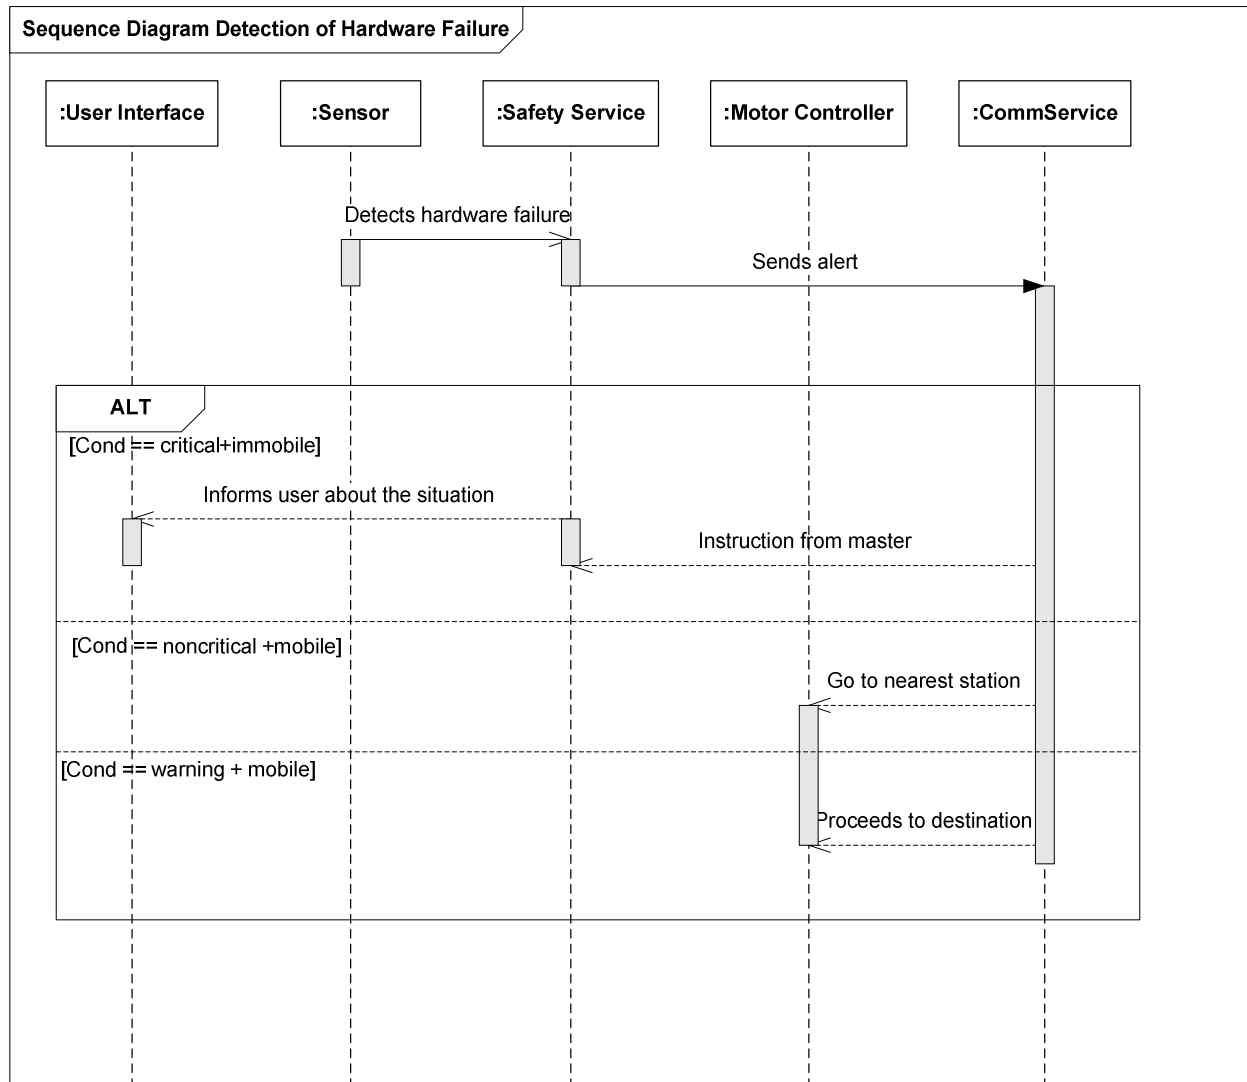 Sequence Diagram Detection of Hardware Failure
:User Interface
:Sensor
:Safety Service
:Motor Controller
:CommService
Detects hardware failure
Sends alert
ALT
[Cond == critical+immobile]
Informs user about the situation
Instruction from master
[Cond == noncritical +mobile]
Go to nearest station
[Cond == warning + mobile]
Proceeds to destination